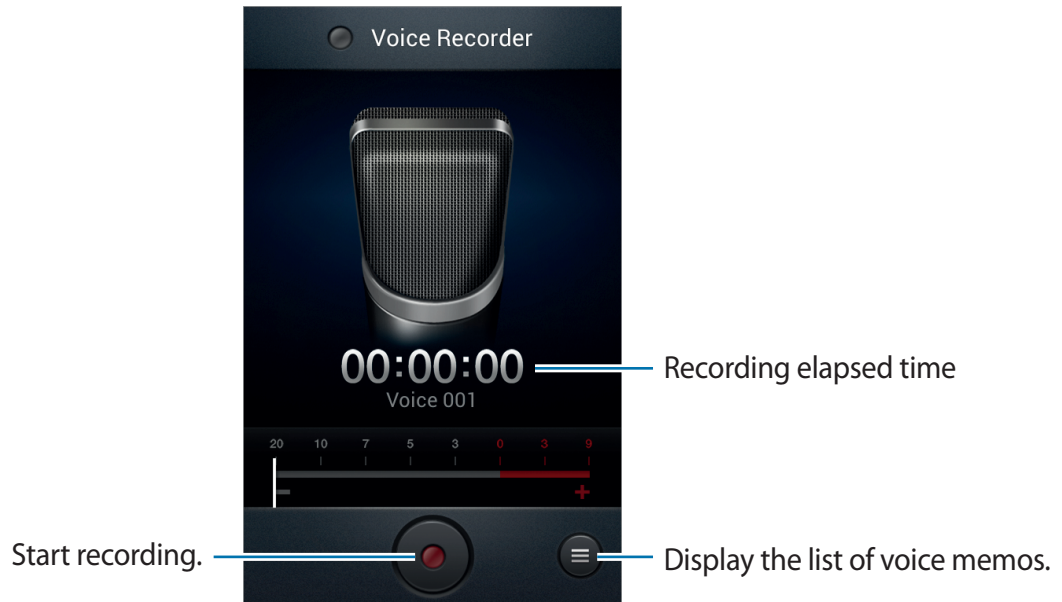 Voice Recorder
00:00:00
Recording elapsed time
Voice 001
20 10 7 5 3 0 3 9
- +
Start recording.
Display the list of voice memos.